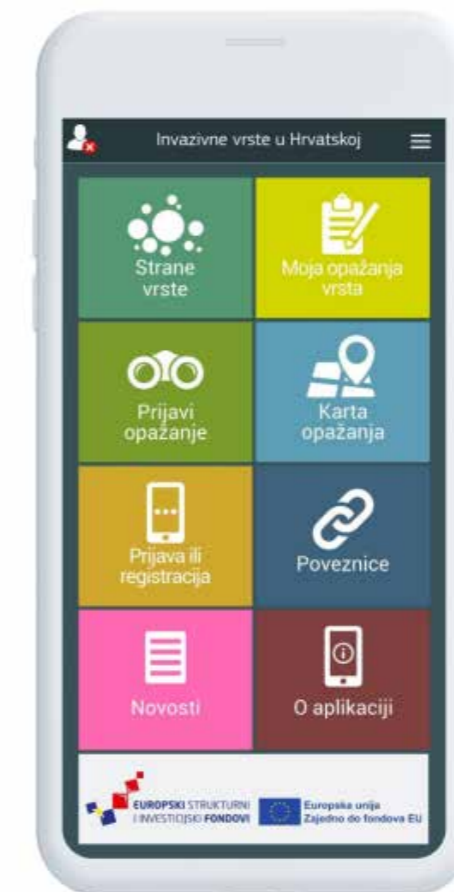 Invazivne vrste u Hrvatskoj
Strane
vrste
Moja opažanja
vrsta
Prijavi
opažanje
Karta
opažanja
Prijava ili
registracija
Poveznice
Novosti
O aplikaciji
EUROPSKI STRUKTURNI
I INVESTICIJSKI FONDOVI
Europska unija
Zajedno do fondova EU